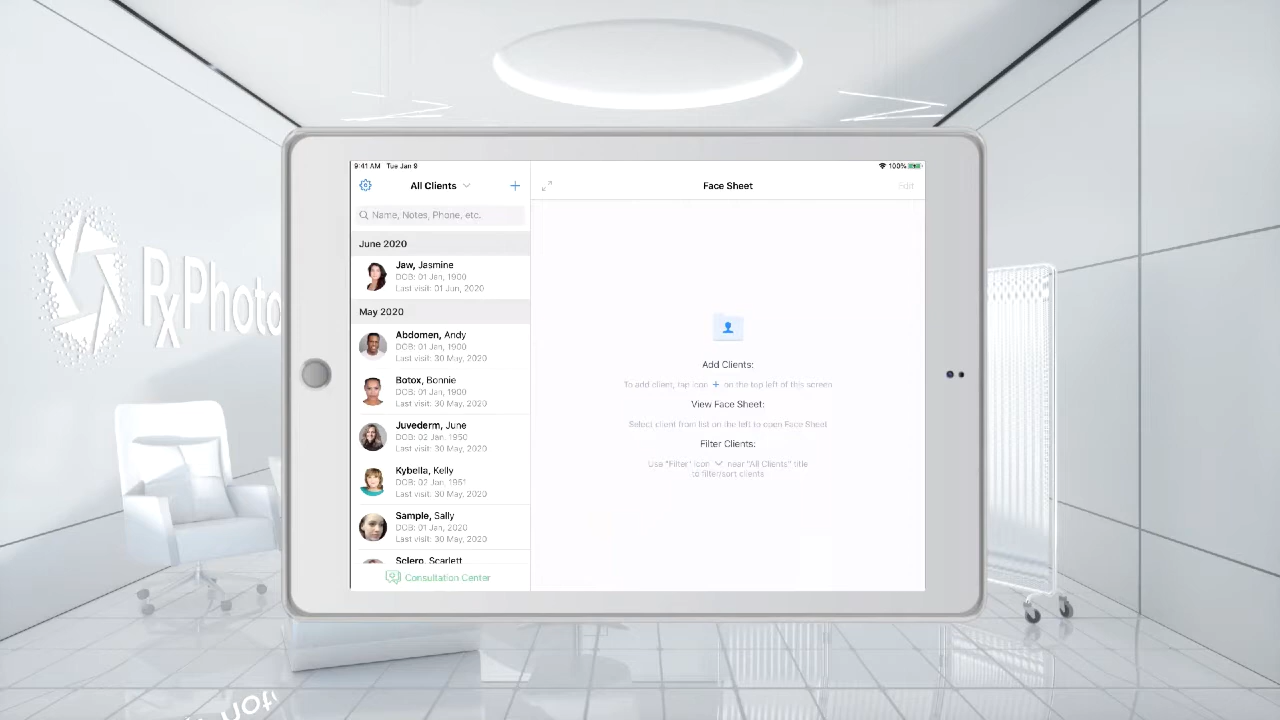 RxPhoto
9:41 AM Tue Jan 9
100%
All Clients
Name, Notes, Phone, etc.
June 2020
Jaw, Jasmine
DOB: 01 Jan, 1900
Last visit: 01 Jun, 2020
May 2020
Abdomen, Andy
DOB: 01 Jan, 1900
Last visit: 30 May, 2020
Botox, Bonnie
DOB: 01 Jan, 1900
Last visit: 30 May, 2020
Juvederm, June
DOB: 02 Jan, 1950
Last visit: 30 May, 2020
Kybella, Kelly
DOB: 02 Jan, 1951
Last visit: 30 May, 2020
Sample, Sally
DOB: 01 Jan, 2020
Last visit: 30 May, 2020
Sclero, Scarlett
Consultation Center
Face Sheet
Edit
Add Clients:
To add client, tap icon + on the top left of this screen
View Face Sheet:
Select client from list on the left to open Face Sheet
Filter Clients:
Use "Filter" icon near "All Clients" title
to filter/sort clients